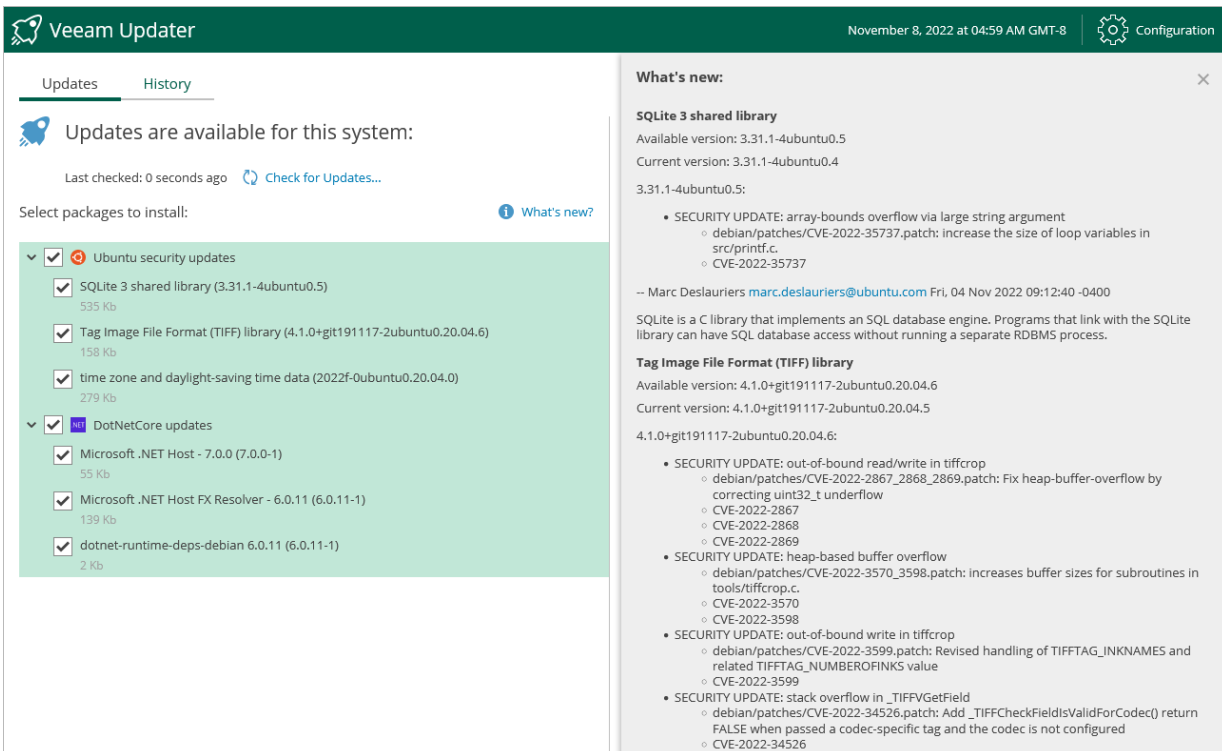 Veeam Updater
November 8, 2022 at 04:59 AM GMT-8
Configuration
Updates
History
Updates are available for this system:
Last checked: 0 seconds ago
Check for Updates...
Select packages to install:
What's new?
Ubuntu security updates
SQLite 3 shared library (3.31.1-4ubuntu0.5)
535 Kb
Tag Image File Format (TIFF) library (4.1.0+git191117-2ubuntu0.20.04.6)
158 Kb
time zone and daylight-saving time data (2022f-0ubuntu0.20.04.0)
279 Kb
NET
DotNetCore updates
Microsoft .NET Host - 7.0.0 (7.0.0-1)
55 Kb
Microsoft .NET Host FX Resolver - 6.0.11 (6.0.11-1)
139 Kb
dotnet-runtime-deps-debian 6.0.11 (6.0.11-1)
2 Kb
What's new:
SQLite 3 shared library
Available version: 3.31.1-4ubuntu0.5
Current version: 3.31.1-4ubuntu0.4
3.31.1-4ubuntu0.5:
• SECURITY UPDATE: array-bounds overflow via large string argument
◦ debian/patches/CVE-2022-35737.patch: increase the size of loop variables in
src/printf.c.
◦ CVE-2022-35737
-- Marc Deslauriers marc.deslauriers@ubuntu.com Fri, 04 Nov 2022 09:12:40 -0400
SQLite is a C library that implements an SQL database engine. Programs that link with the SQLite
library can have SQL database access without running a separate RDBMS process.
Tag Image File Format (TIFF) library
Available version: 4.1.0+git191117-2ubuntu0.20.04.6
Current version: 4.1.0+git191117-2ubuntu0.20.04.5
4.1.0+git191117-2ubuntu0.20.04.6:
• SECURITY UPDATE: out-of-bound read/write in tiffcrop
◦ debian/patches/CVE-2022-2867_2868_2869.patch: Fix heap-buffer-overflow by
correcting uint32_t underflow
◦ CVE-2022-2867
◦ CVE-2022-2868
◦ CVE-2022-2869
• SECURITY UPDATE: heap-based buffer overflow
◦ debian/patches/CVE-2022-3570_3598.patch: increases buffer sizes for subroutines in
tools/tiffcrop.c.
◦ CVE-2022-3570
◦ CVE-2022-3598
• SECURITY UPDATE: out-of-bound write in tiffcrop
◦ debian/patches/CVE-2022-3599.patch: Revised handling of TIFFTAG_INKNAMES and
related TIFFTAG_NUMBEROFINKS value
◦ CVE-2022-3599
• SECURITY UPDATE: stack overflow in _TIFFVGetField
◦ debian/patches/CVE-2022-34526.patch: Add _TIFFCheckFieldIsValidForCodec() return
FALSE when passed a codec-specific tag and the codec is not configured
◦ CVE-2022-34526